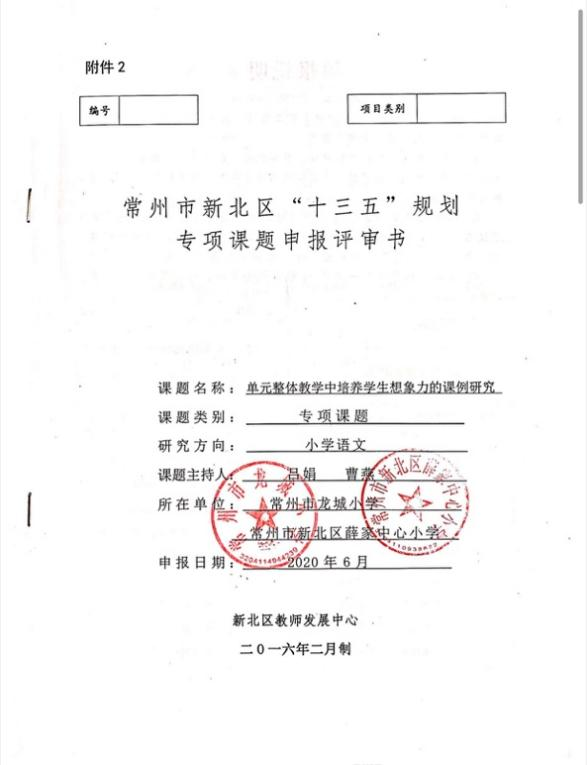 附件2
编号
项目类别
常州市新北区“十三五”规划
专项课题申报评审书
课题名称：单元整体教学中培养学生想象力的课例研究
课题类别：专项课题
研究方向：小学语文
课题主持人：吕娟 曹燕
所在单位：常州市龙城小学
常州市新北区薛家中心小学
申报日期：2020年6月
新北区教师发展中心
二0一六年二月制